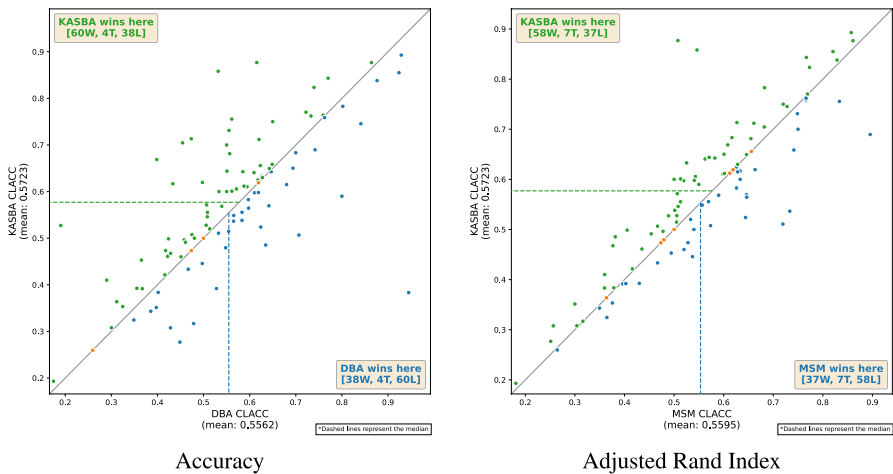 KASBA wins here
[60W, 4T, 38L]
0.9
0.8
0.7
0.6
0.5
0.4
0.3
0.2
KASBA CLACC
(mean: 0.5723)
DBA wins here
[38W, 4T, 60L]
0.2 0.3 0.4 0.5 0.6 0.7 0.8 0.9
DBA CLACC
(mean: 0.5562)
*Dashed lines represent the median
Accuracy
KASBA wins here
[58W, 7T, 37L]
0.9
0.8
0.7
0.6
0.5
0.4
0.3
0.2
KASBA CLACC
(mean: 0.5723)
MSM wins here
[37W, 7T, 58L]
0.2 0.3 0.4 0.5 0.6 0.7 0.8 0.9
MSM CLACC
(mean: 0.5595)
*Dashed lines represent the median
Adjusted Rand Index